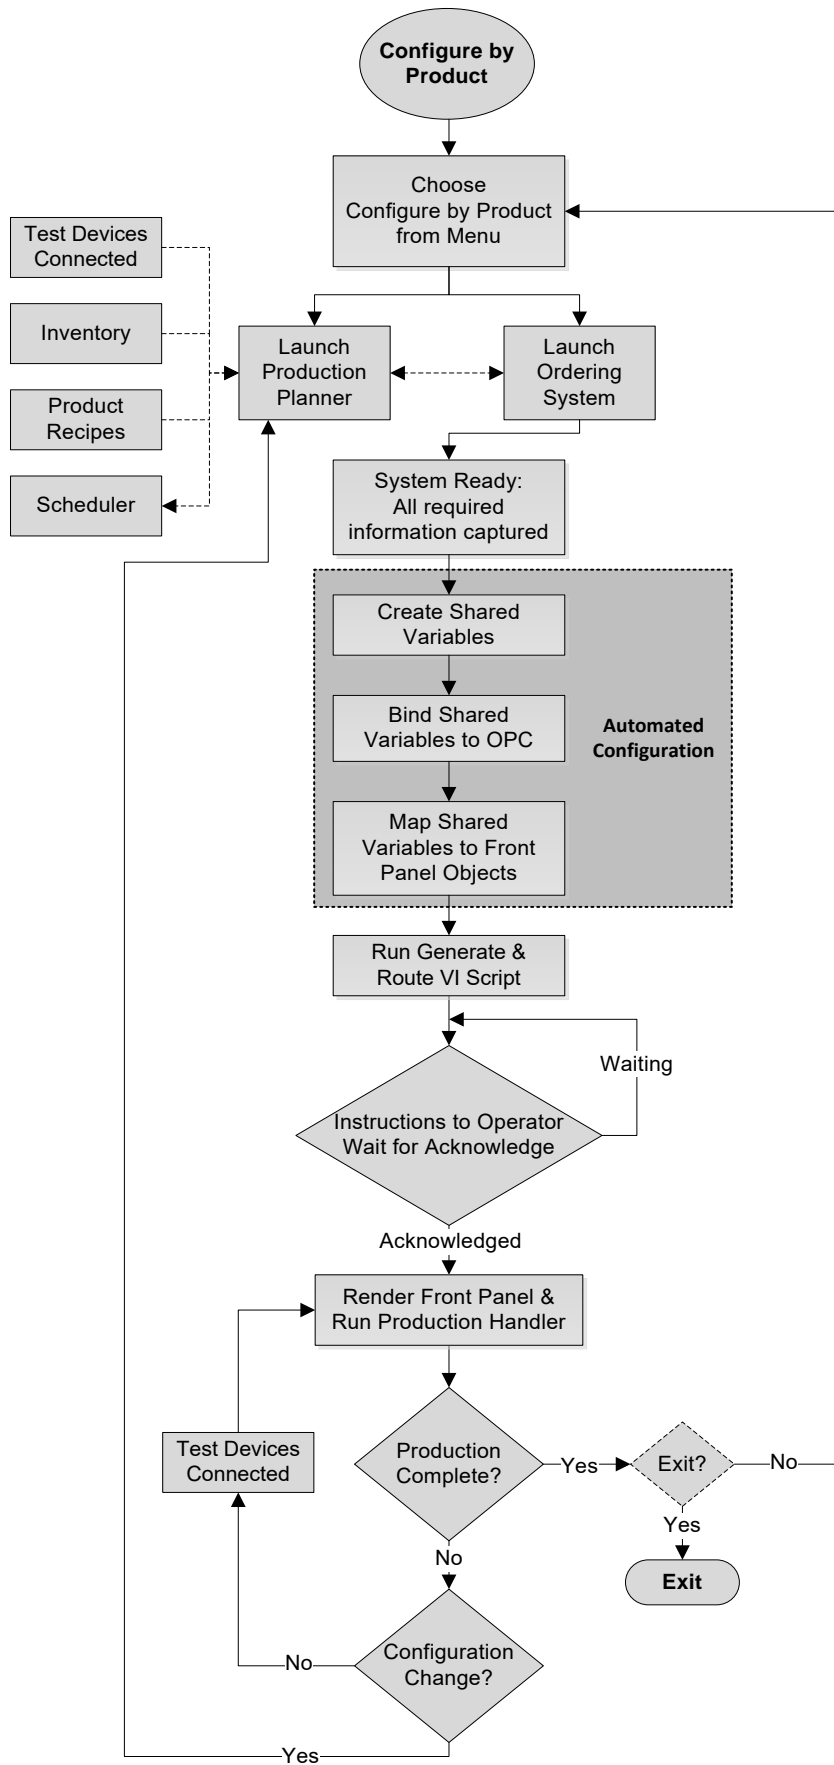 Configure by
Product
Choose
Configure by Product
from Menu
Test Devices
Connected
Inventory
Product
Recipes
Scheduler
Launch
Production
Planner
Launch
Ordering
System
System Ready:
All required
information captured
Create Shared
Variables
Bind Shared
Variables to OPC
Map Shared
Variables to Front
Panel Objects
Automated
Configuration
Run Generate &
Route VI Script
Waiting
Instructions to Operator
Wait for Acknowledge
Acknowledged
Render Front Panel &
Run Production Handler
Test Devices
Connected
Production
Complete?
Yes
Exit?
No
Yes
Exit
No
Configuration
Change?
No
Yes